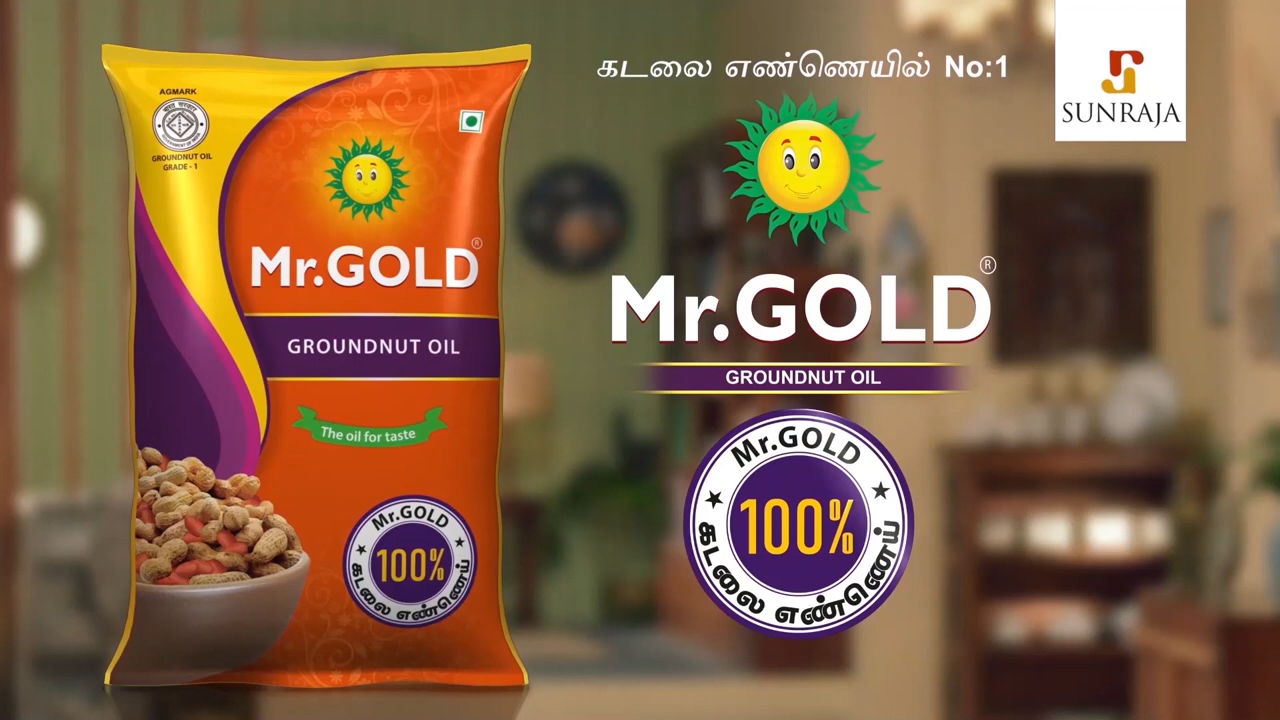 AGMARK
GROUNDNUT OIL
GRADE - 1
Mr.GOLD®
GROUNDNUT OIL
The oil for taste
Mr.GOLD
100%
கடலை எண்ணெய்
கடலை எண்ணெயில் No:1
Mr.GOLD®
GROUNDNUT OIL
Mr.GOLD
100%
கடலை எண்ணெய்
SUNRAJA